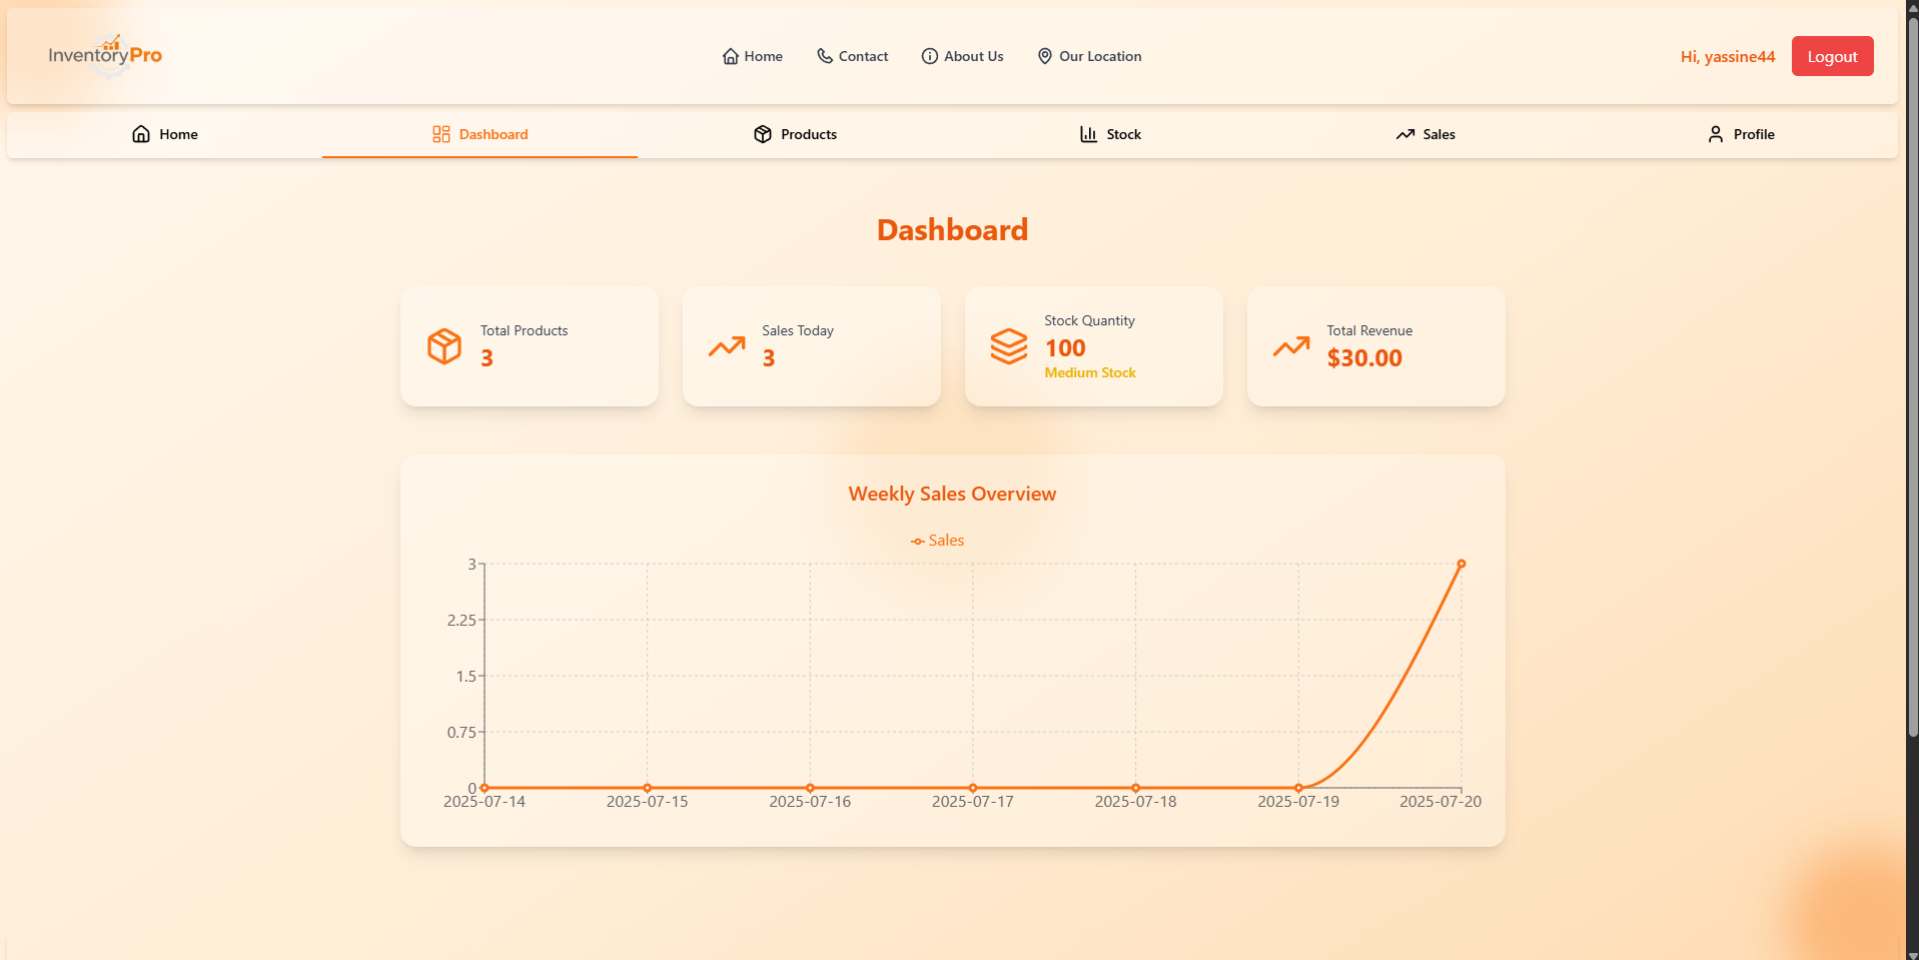 InventoryPro
Home Contact About Us Our Location
Hi, yassine44 Logout
Home Dashboard Products Stock Sales Profile
Dashboard
Total Products
3
Sales Today
3
Stock Quantity
100
Medium Stock
Total Revenue
$30.00
Weekly Sales Overview
Sales
3
2.25
1.5
0.75
0
2025-07-14 2025-07-15 2025-07-16 2025-07-17 2025-07-18 2025-07-19 2025-07-20